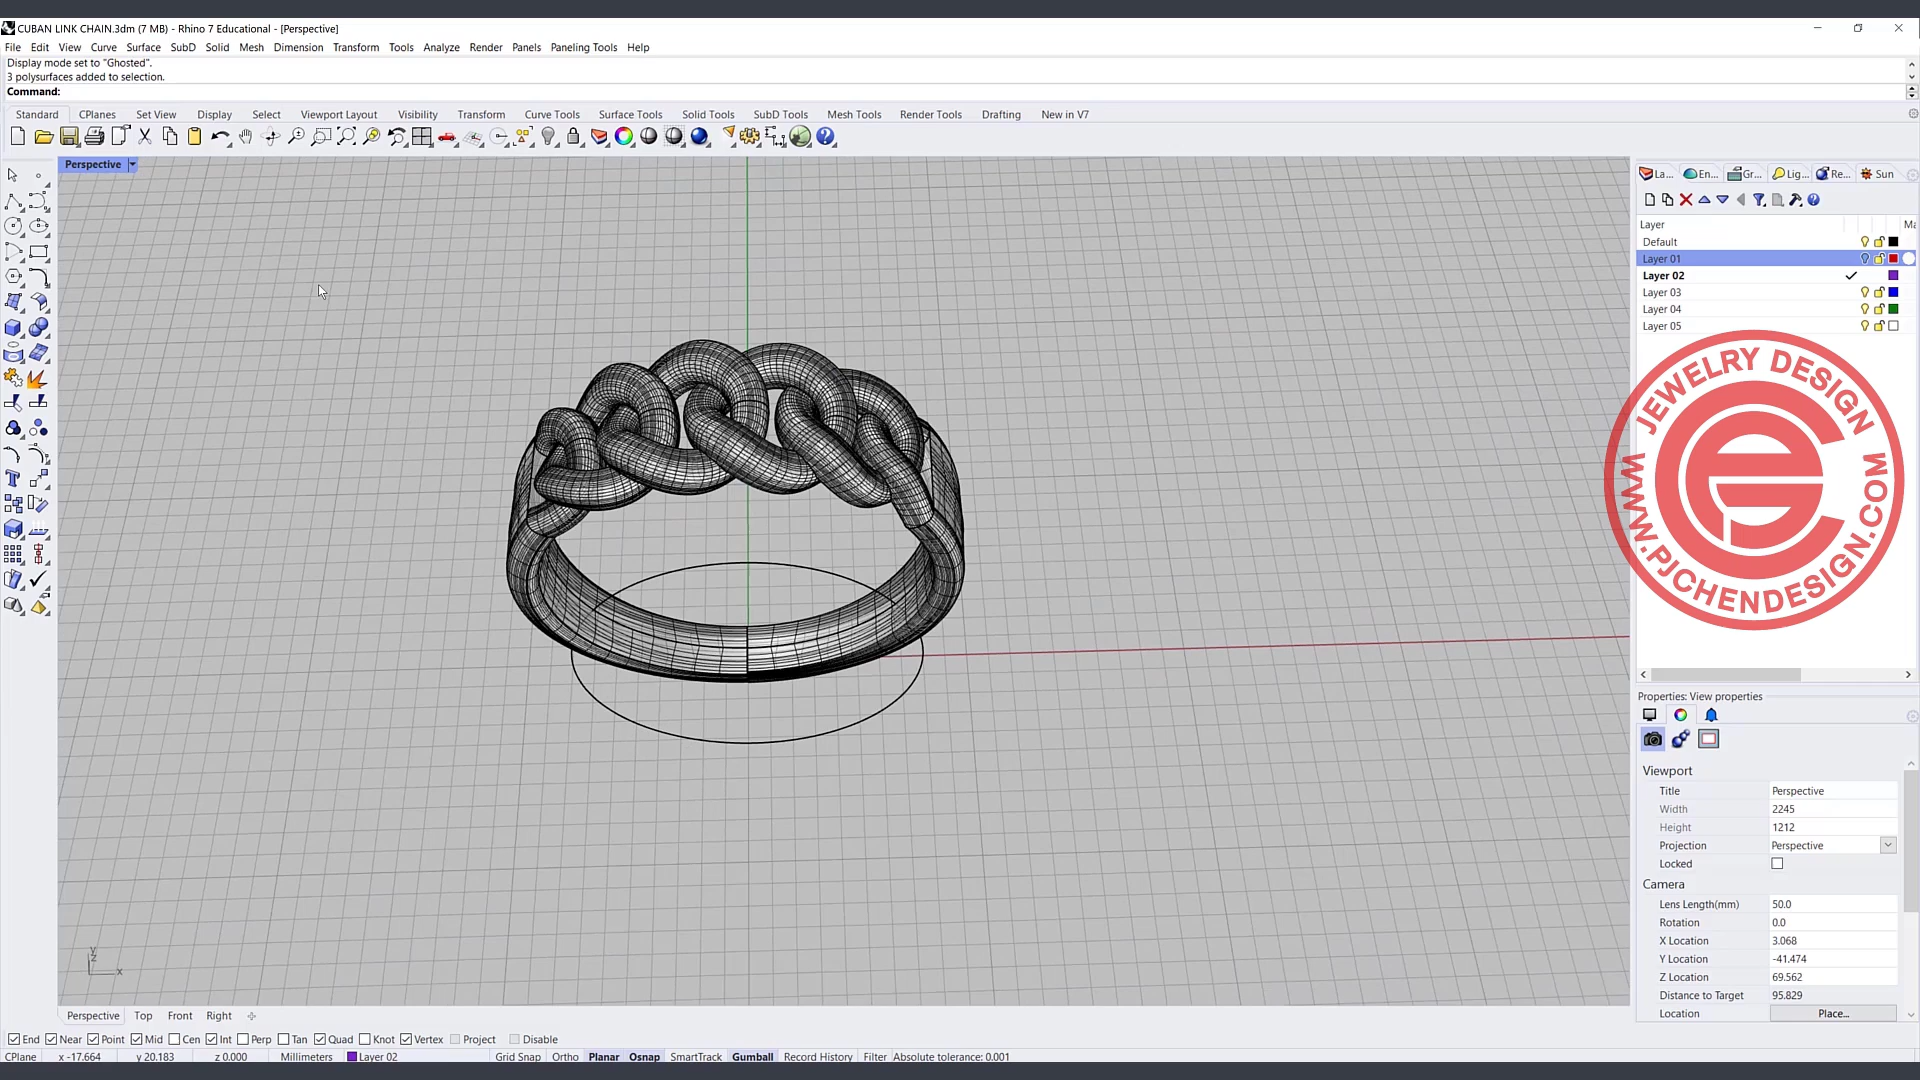 CUBAN LINK CHAIN.3dm (7 MB) - Rhino 7 Educational - [Perspective]
File Edit View Curve Surface SubD Solid Mesh Dimension Transform Tools Analyze Render Panels Paneling Tools Help
Display mode set to "Ghosted".
3 polysurfaces added to selection.
Command:
Standard CPlanes Set View Display Select Viewport Layout Visibility Transform Curve Tools Surface Tools Solid Tools SubD Tools Mesh Tools Render Tools Drafting New in V7
Perspective
La... En... Gr... Lig... Re... Sun
Layer Ma
Default
Layer 01
Layer 02
Layer 03
Layer 04
Layer 05
JEWELRY DESIGN
WWW.PJCHENDESIGN.COM
Properties: View properties
Viewport
Title Perspective
Width 2245
Height 1212
Projection Perspective
Locked
Camera
Lens Length(mm) 50.0
Rotation 0.0
X Location 3.068
Y Location -41.474
Z Location 69.562
Distance to Target 95.829
Location Place...
y
z
x
Perspective Top Front Right
End Near Point Mid Cen Int Perp Tan Quad Knot Vertex Project Disable
CPlane x -17.664 y 20.183 z 0.000 Millimeters Layer 02 Grid Snap Ortho Planar Osnap SmartTrack Gumball Record History Filter Absolute tolerance: 0.001